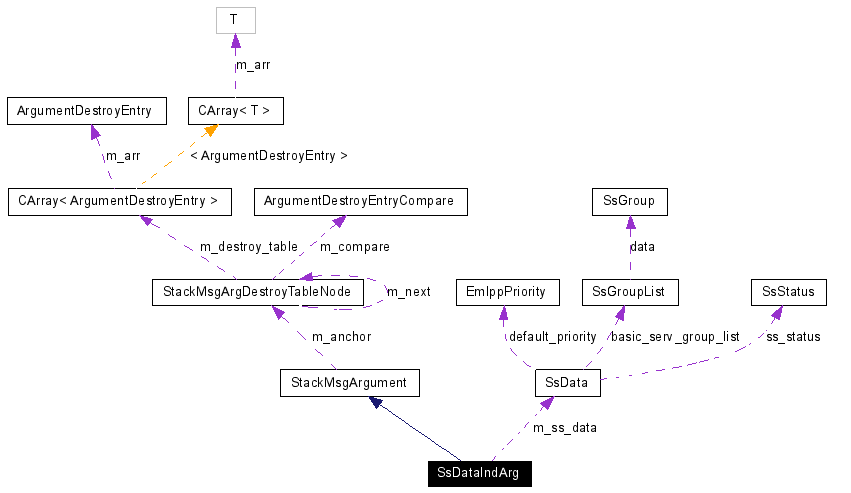 T
m_arr
ArgumentDestroyEntry
CArray< T >
m_arr
< ArgumentDestroyEntry >
CArray< ArgumentDestroyEntry >
ArgumentDestroyEntryCompare
SsGroup
m_destroy_table
m_compare
data
StackMsgArgDestroyTableNode
m_next
EmlppPriority
SsGroupList
SsStatus
m_anchor
default_priority
basic_serv_group_list
ss_status
StackMsgArgument
SsData
m_ss_data
SsDataIndArg